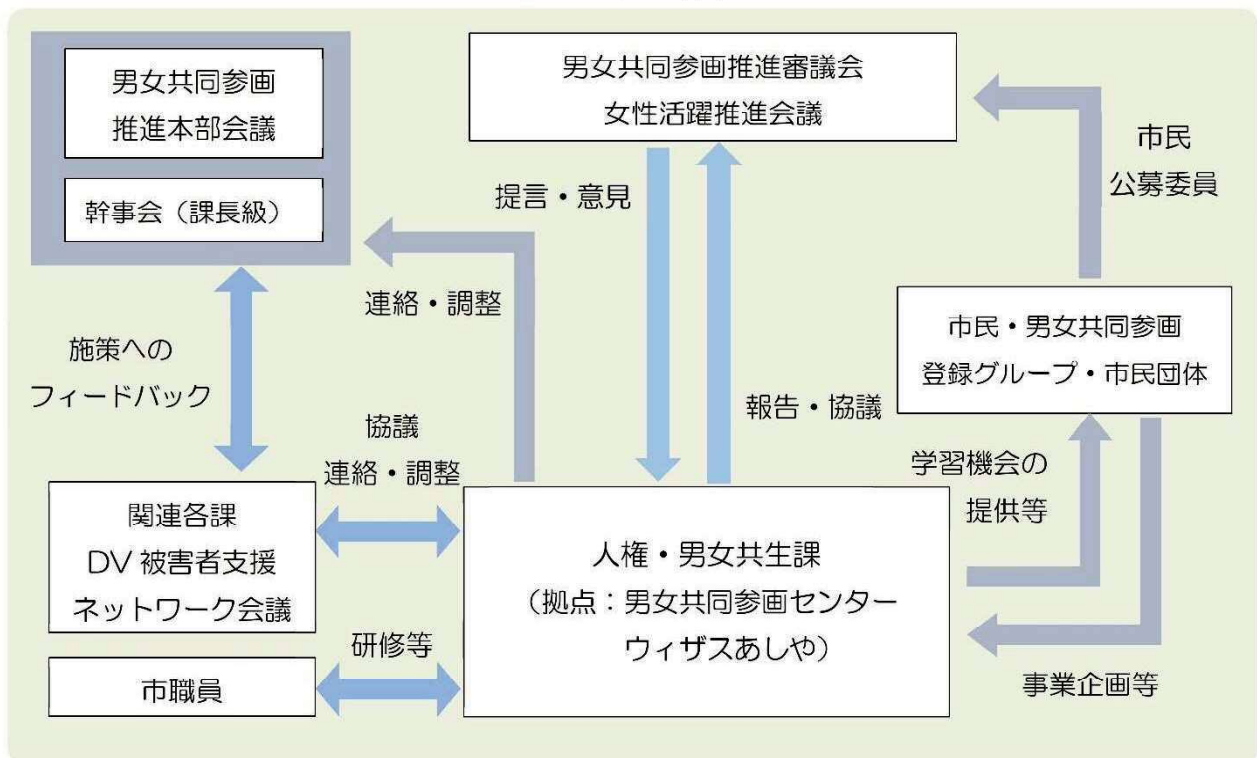 男女共同参画
推進本部会議
幹事会（課長級）
男女共同参画推進審議会
女性活躍推進会議
市民
公募委員
提言・意見
連絡・調整
施策への
フィードバック
市民・男女共同参画
登録グループ・市民団体
報告・協議
協議
連絡・調整
学習機会の
提供等
関連各課
DV 被害者支援
ネットワーク会議
人権・男女共生課
（拠点：男女共同参画センター
ウィザスあしや）
研修等
市職員
事業企画等